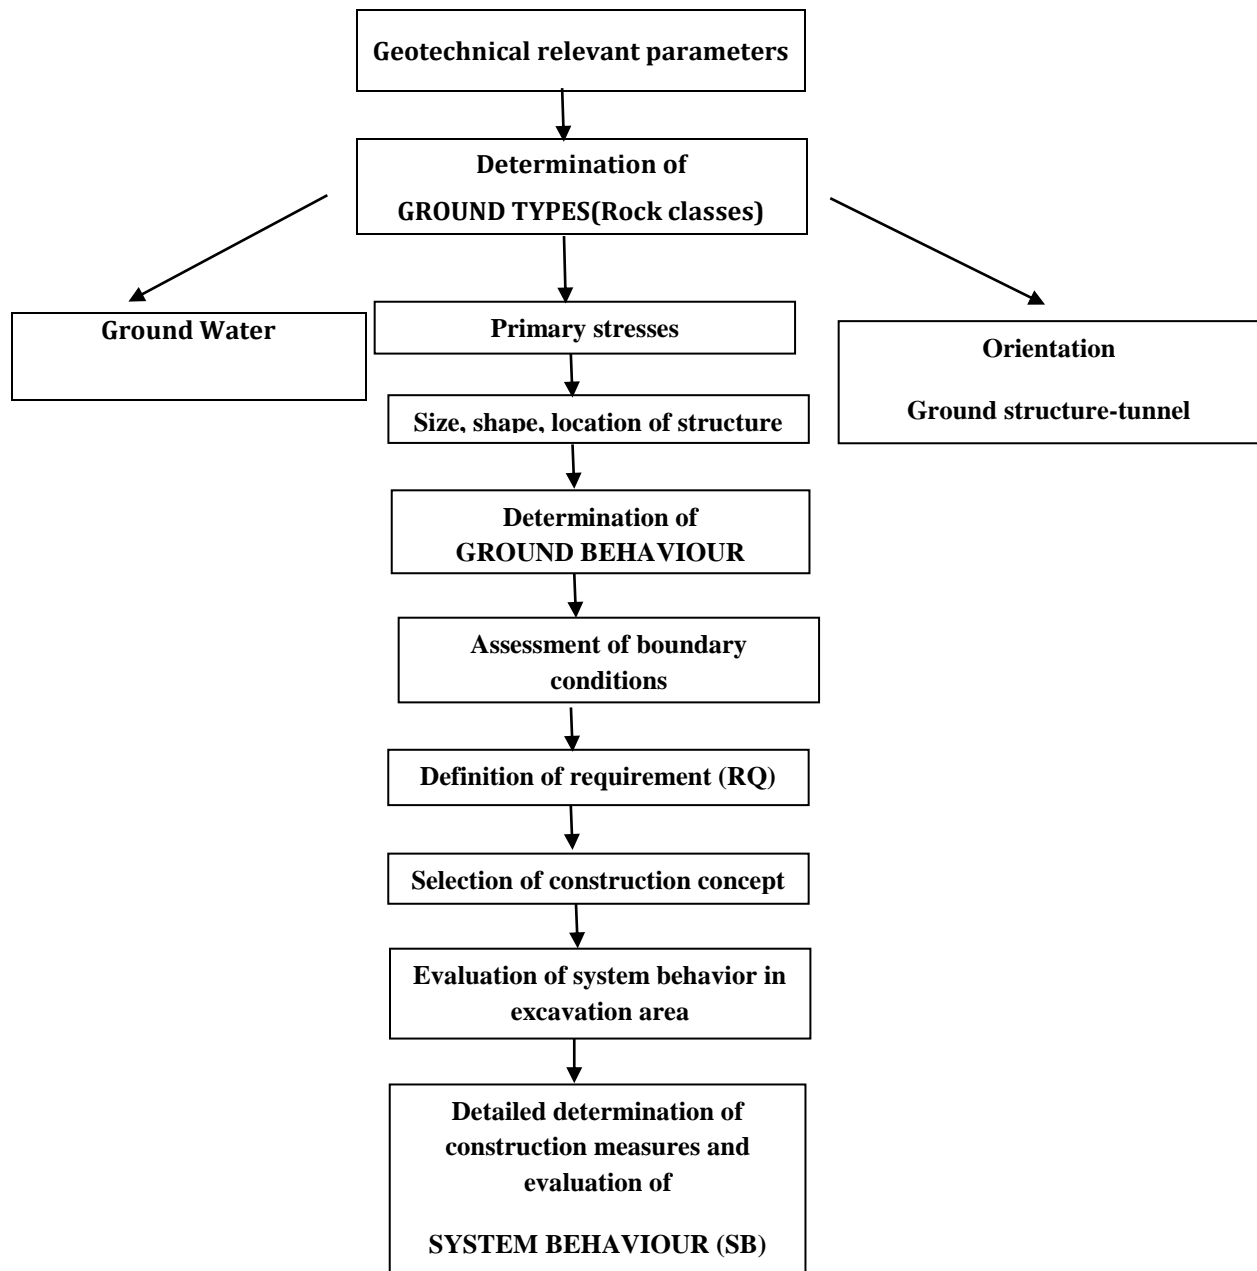 Geotechnical relevant parameters
Determination of
GROUND TYPES(Rock classes)
Ground Water
Primary stresses
Orientation
Ground structure-tunnel
Size, shape, location of structure
Determination of
GROUND BEHAVIOUR
Assessment of boundary
conditions
Definition of requirement (RQ)
Selection of construction concept
Evaluation of system behavior in
excavation area
Detailed determination of
construction measures and
evaluation of
SYSTEM BEHAVIOUR (SB)